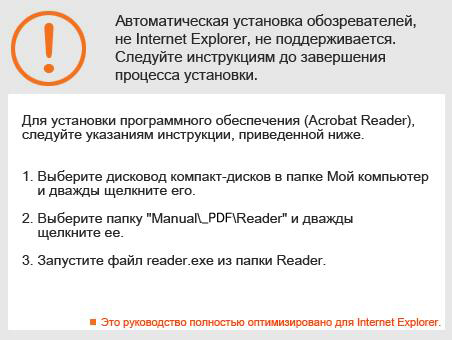 Автоматическая установка обозревателей,
не Internet Explorer, не поддерживается.
Следуйте инструкциям до завершения
процесса установки.
Для установки программного обеспечения (Acrobat Reader),
следуйте указаниям инструкции, приведенной ниже.
1. Выберите дисковод компакт-дисков в папке Мой компьютер
и дважды щелкните его.
2. Выберите папку "Manual\_PDF\Reader" и дважды
щелкните ее.
3. Запустите файл reader.exe из папки Reader.
Это руководство полностью оптимизировано для Internet Explorer.